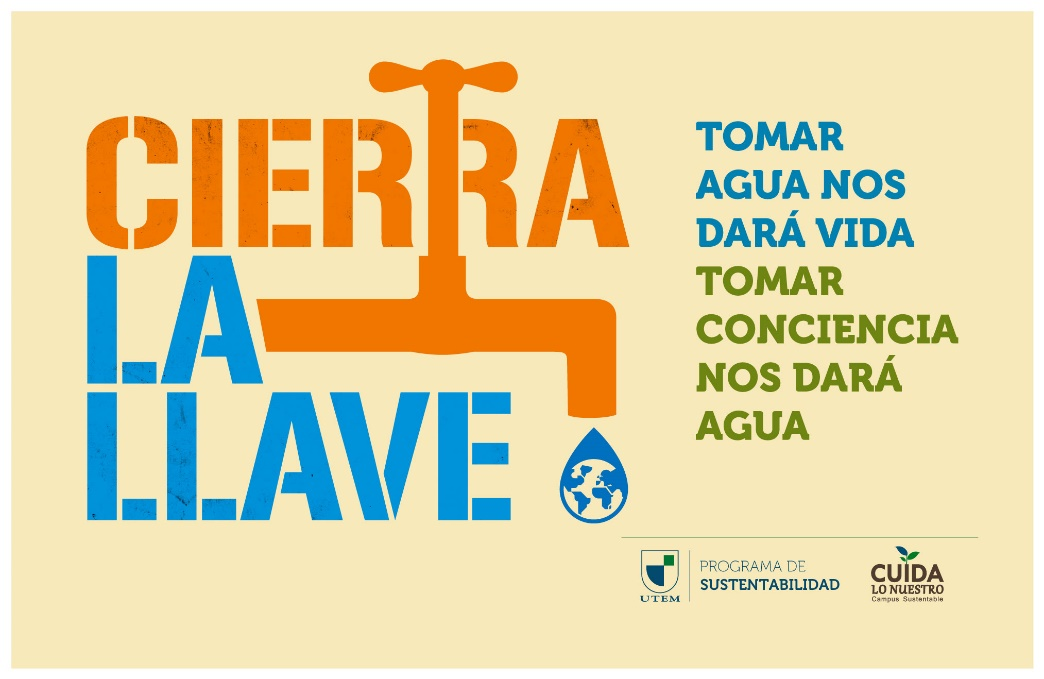 CIERRA
LA
LLAVE
TOMAR
AGUA NOS
DARÁ VIDA
TOMAR
CONCIENCIA
NOS DARÁ
AGUA
UTEM
PROGRAMA DE
SUSTENTABILIDAD
CUIDA
LO NUESTRO
Campus Sustentable